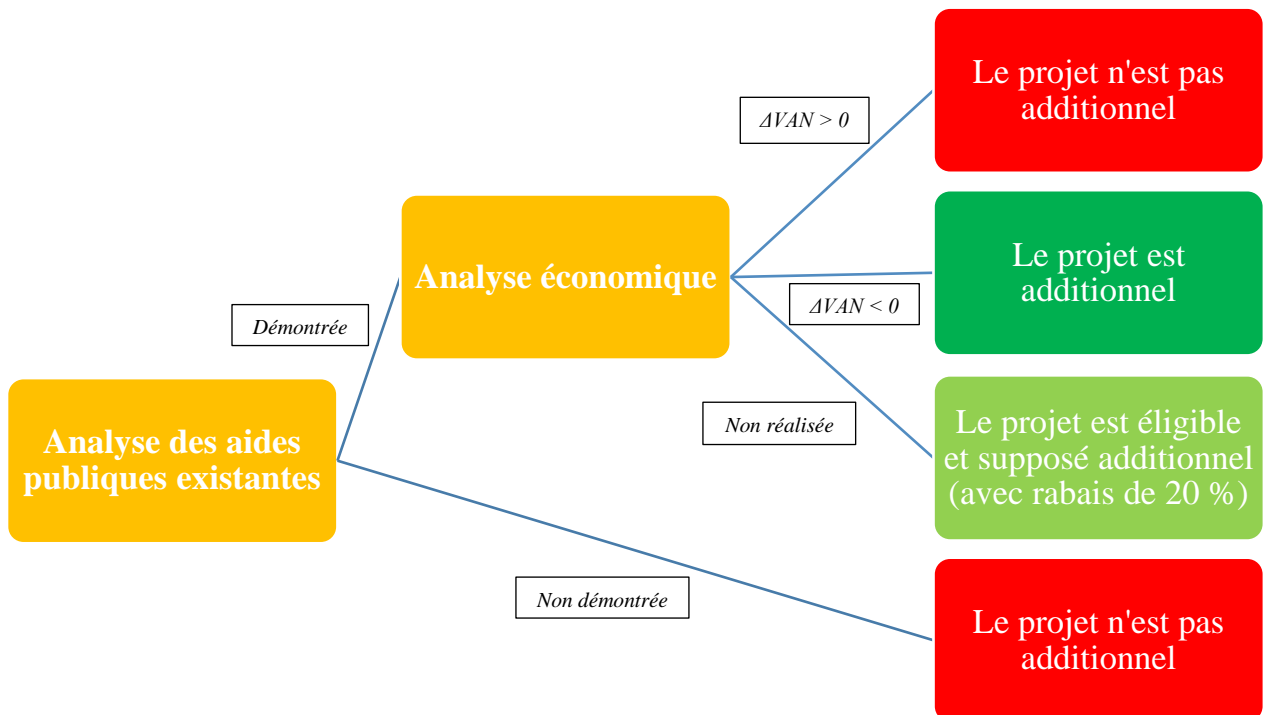 Le projet n'est pas
additionnel
ΔVAN > 0
Analyse économique
Le projet est
additionnel
ΔVAN < 0
Démontrée
Analyse des aides
publiques existantes
Non réalisée
Le projet est éligible
et supposé additionnel
(avec rabais de 20 %)
Non démontrée
Le projet n'est pas
additionnel